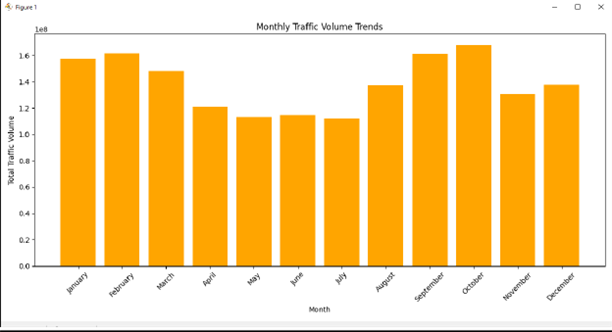 Figure 1
Monthly Traffic Volume Trends
1e8
Total Traffic Volume
1.6
1.4
1.2
1.0
0.8
0.6
0.4
0.2
0.0
January
February
March
April
May
June
July
August
September
October
November
December
Month